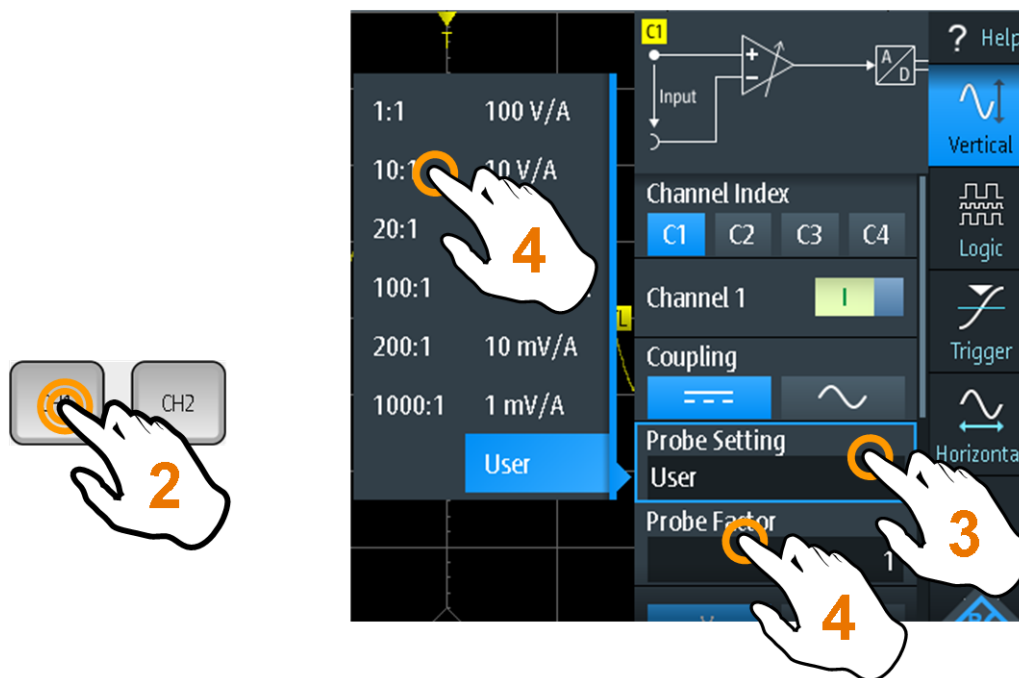 T
1:1 100 V/A
10:1 10 V/A
20:1
100:1
200:1 10 mV/A
1000:1 1 mV/A
User
TL
C1
Input
A
D
Channel Index
C1 C2 C3 C4
Channel 1
I
Coupling
Probe Setting
User
Probe Factor
1
? Help
Vertical
Logic
Trigger
Horizonta
CH2
2
3
4
4